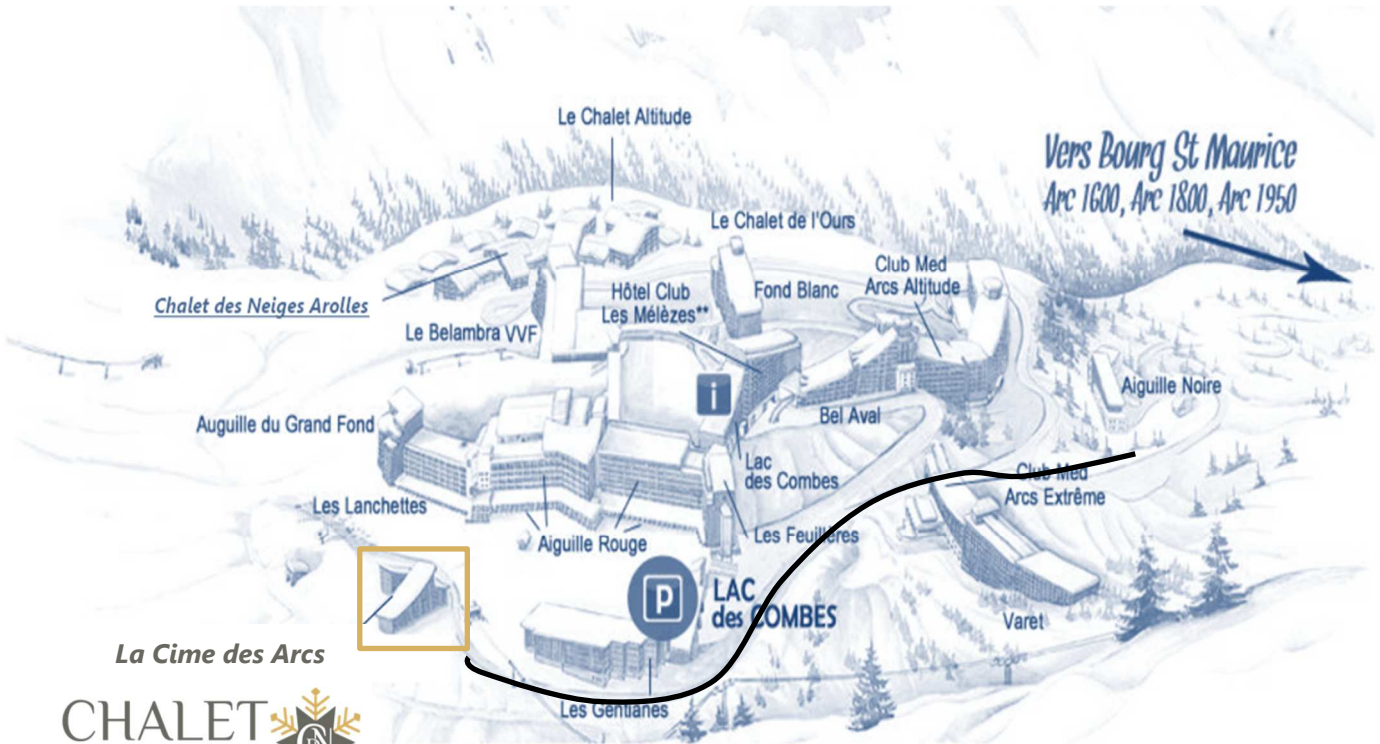 Le Chalet Altitude
Vers Bourg St Maurice
Arc 1600, Arc 1800, Arc 1950
Le Chalet de l'Ours
Club Med
Arcs Altitude
Chalet des Neiges Arolles
Hôtel Club
Les Mélèzes**
Fond Blanc
Le Belambra VVF
i
Aiguille Noire
Auguille du Grand Fond
Bel Aval
Lac
des Combes
Club Med
Arcs Extrême
Les Lanchettes
Aiguille Rouge
Les Feuillères
P
LAC
des COMBES
Varet
La Cime des Arcs
Les Gentianes
CHALET